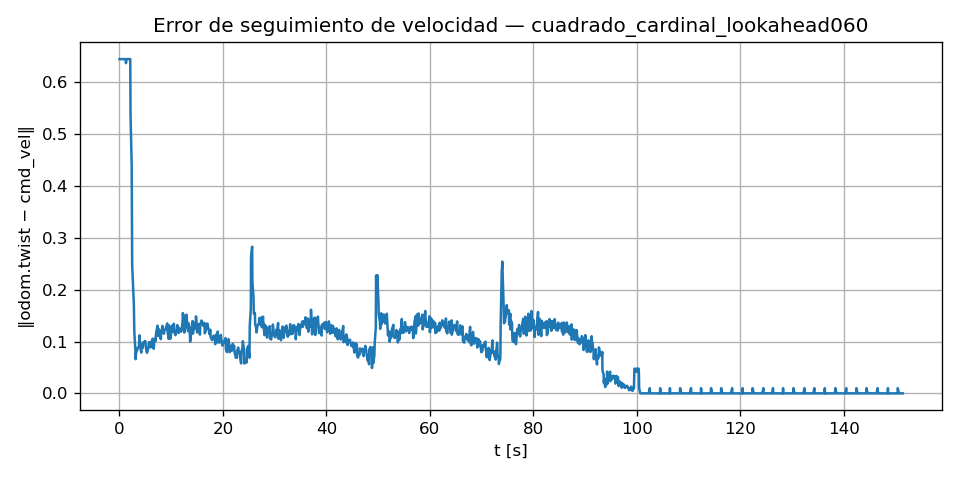 Error de seguimiento de velocidad — cuadrado_cardinal_lookahead060
‖odom.twist − cmd_vel‖
0.6
0.5
0.4
0.3
0.2
0.1
0.0
0 20 40 60 80 100 120 140
t [s]